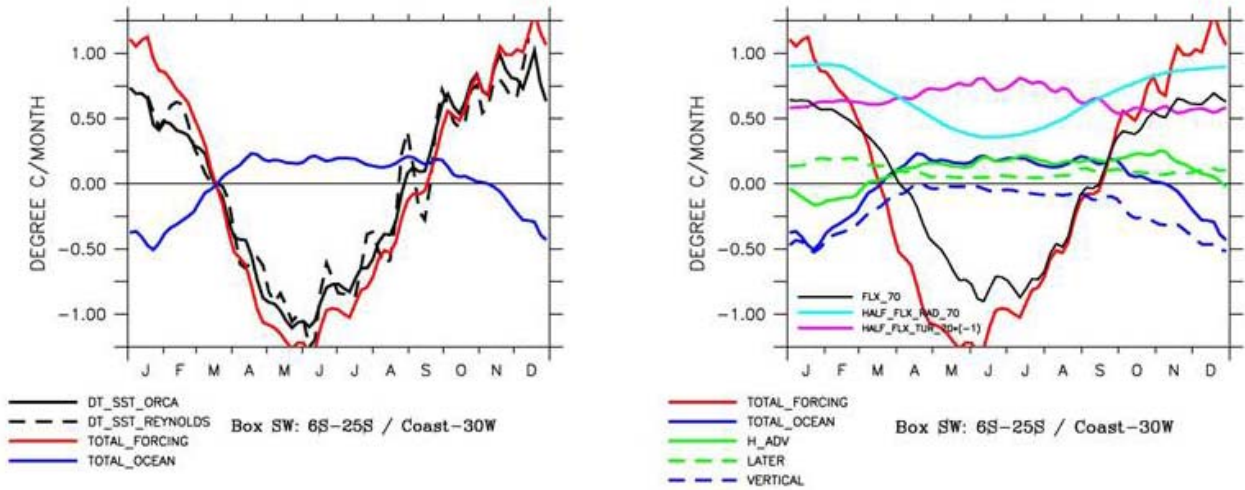 DEGREE C/MONTH
1.00
0.50
0.00
-0.50
-1.00
J F M A M J J A S O N D
DT_SST_ORCA
DT_SST_REYNOLDS
TOTAL_FORCING
TOTAL_OCEAN
Box SW: 6S-25S / Coast-30W
DEGREE C/MONTH
1.00
0.50
0.00
-0.50
-1.00
FLX_70
HALF_FLX_RAD_70
HALF_FLX_TUR_70*(-1)
J F M A M J J A S O N D
TOTAL_FORCING
TOTAL_OCEAN
H_ADV
LATER
VERTICAL
Box SW: 6S-25S / Coast-30W